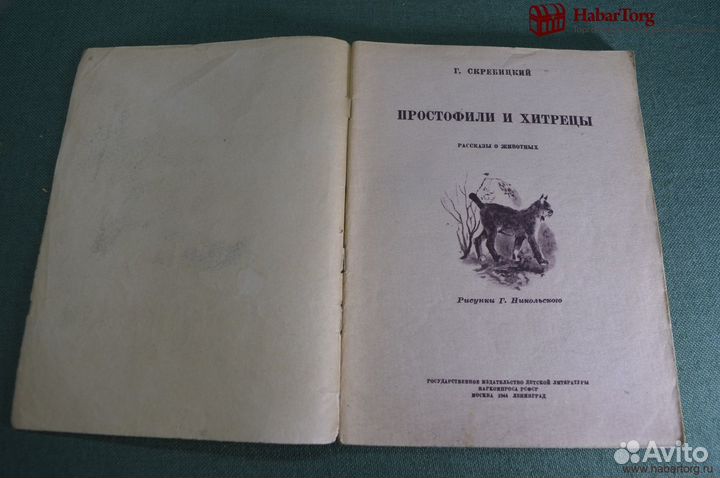 HabarTorg
Г. СКРЕБИЦКИЙ
ПРОСТОФИЛИ И ХИТРЕЦЫ
РАССКАЗЫ О ЖИВОТНЫХ
Рисунки Г. Никольского
ГОСУДАРСТВЕННОЕ ИЗДАТЕЛЬСТВО ДЕТСКОЙ ЛИТЕРАТУРЫ
НАРКОМПРОСА РСФСР
МОСКВА 1944 ЛЕНИНГРАД
Avito
www.habartorg.ru